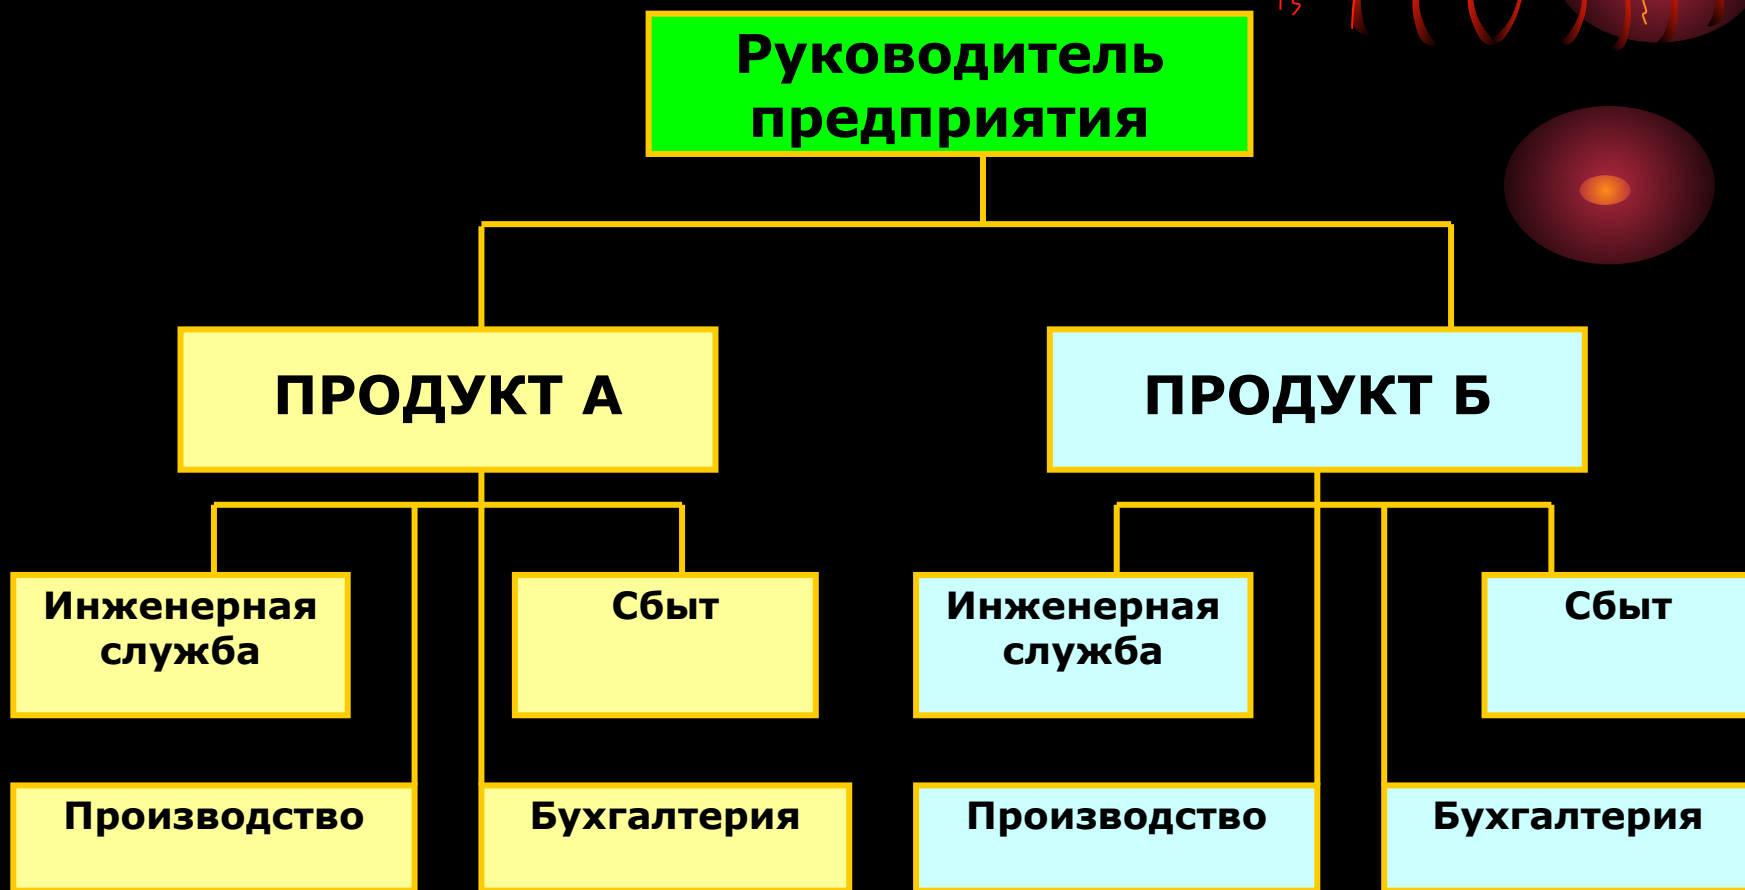 Руководитель
предприятия
ПРОДУКТ А
ПРОДУКТ Б
Инженерная
служба
Сбыт
Инженерная
служба
Сбыт
Производство
Бухгалтерия
Производство
Бухгалтерия